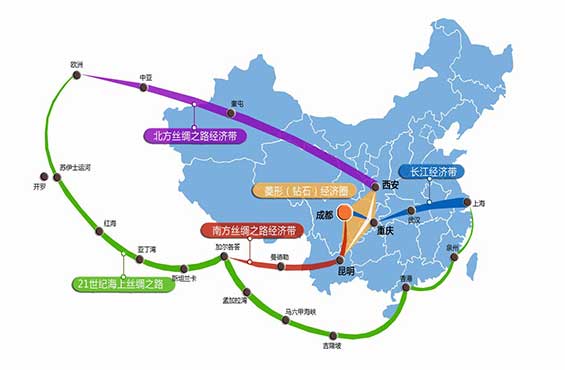 欧洲
中亚
北方丝绸之路经济带
苏伊士运河
开罗
菱形（钻石）经济圈
西安
长江经济带
上海
成都
武汉
重庆
红海
南方丝绸之路经济带
亚丁湾
加尔各答
曼德勒
昆明
泉州
斯坦兰卡
香港
21世纪海上丝绸之路
孟加拉湾
马六甲海峡
吉隆坡